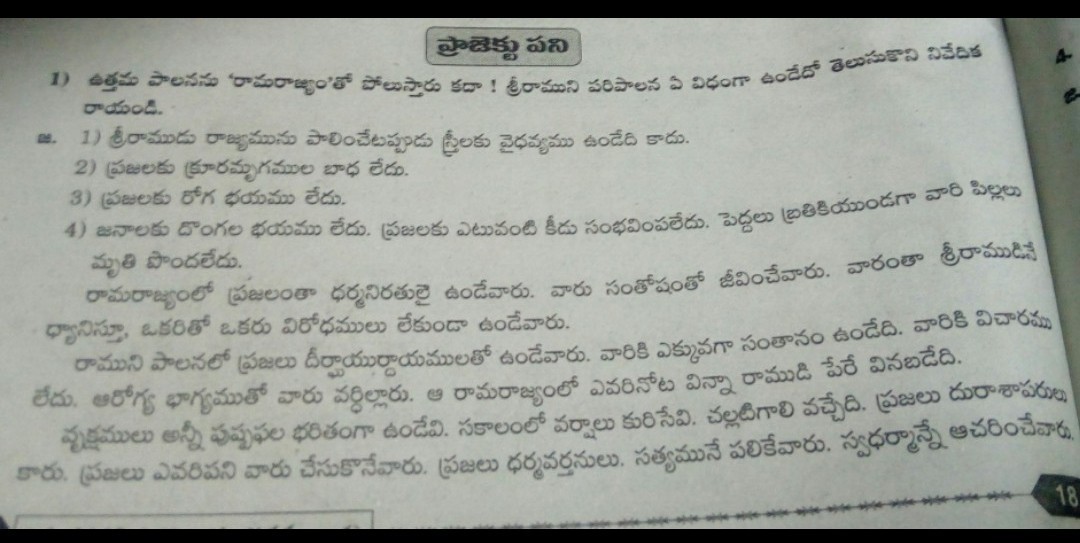 ప్రాజెక్టు పని
1) ఉత్తమ పాలనను ‘రామరాజ్యం’తో పోలుస్తారు కదా ! శ్రీరాముని పరిపాలన ఏ విధంగా ఉండేదో తెలుసుకొని నివేదిక
రాయండి.
జ. 1) శ్రీరాముడు రాజ్యమును పాలించేటప్పుడు స్త్రీలకు వైధవ్యము ఉండేది కాదు.
2) ప్రజలకు క్రూరమృగముల బాధ లేదు.
3) ప్రజలకు రోగ భయము లేదు.
4) జనాలకు దొంగల భయము లేదు. ప్రజలకు ఎటువంటి కీడు సంభవింపలేదు. పెద్దలు బ్రతికియుండగా వారి పిల్లలు
మృతి పొందలేదు.
రామరాజ్యంలో ప్రజలంతా ధర్మనిరతులై ఉండేవారు. వారు సంతోషంతో జీవించేవారు. వారంతా శ్రీరాముడినే
ధ్యానిస్తూ, ఒకరితో ఒకరు విరోధములు లేకుండా ఉండేవారు.
రాముని పాలనలో ప్రజలు దీర్ఘాయుర్దాయములతో ఉండేవారు. వారికి ఎక్కువగా సంతానం ఉండేది. వారికి విచారము
లేదు. ఆరోగ్య భాగ్యముతో వారు వర్ధిల్లారు. ఆ రామరాజ్యంలో ఎవరినోట విన్నా రాముడి పేరే వినబడేది.
వృక్షములు అన్నీ పుష్పఫల భరితంగా ఉండేవి. సకాలంలో వర్షాలు కురిసేవి. చల్లటిగాలి వచ్చేది. ప్రజలు దురాశాపరులు
కారు. ప్రజలు ఎవరిపని వారు చేసుకొనేవారు. ప్రజలు ధర్మవర్తనులు. సత్యమునే పలికేవారు. స్వధర్మాన్నే ఆచరించేవారు.
18